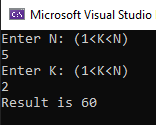 Microsoft Visual Studio
Enter N: (1<K<N)
5
Enter K: (1<K<N)
2
Result is 60